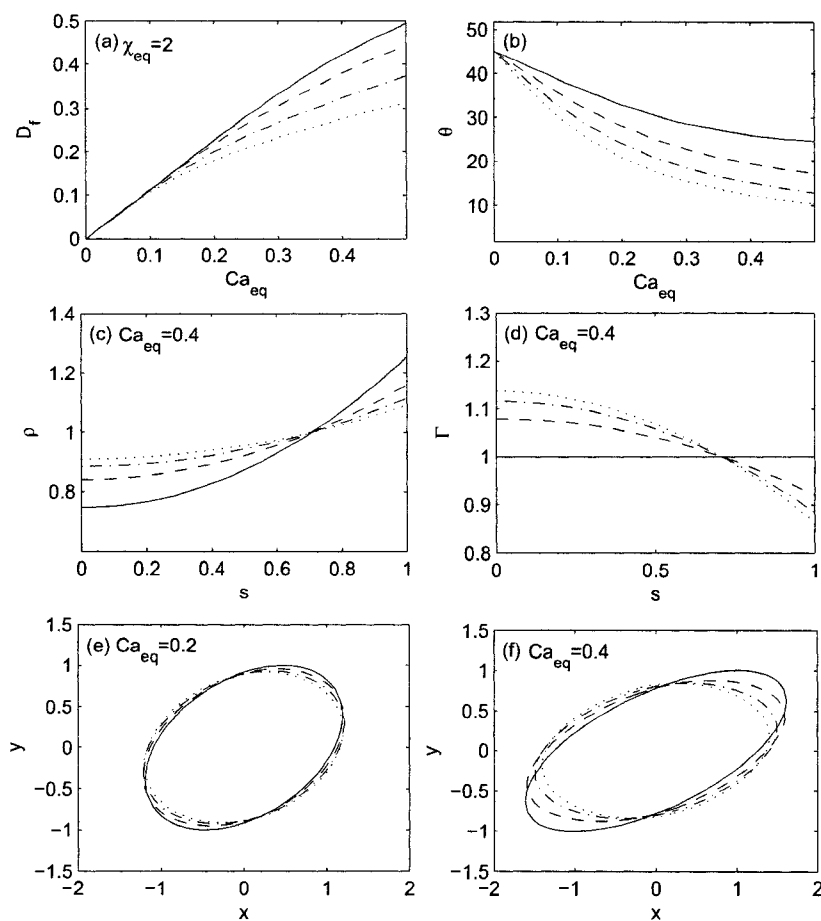 (a) χeq=2
Df
0.5
0.4
0.3
0.2
0.1
0
0 0.1 0.2 0.3 0.4
Caeq
(b)
θ
50
40
30
20
10
0 0.1 0.2 0.3 0.4
Caeq
(c) Caeq=0.4
ρ
1.4
1.2
1
0.8
0 0.2 0.4 0.6 0.8 1
s
(d) Caeq=0.4
Γ
1.3
1.2
1.1
1
0.9
0.8
0 0.5 1
s
(e) Caeq=0.2
y
1.5
1
0.5
0
−0.5
−1
−1.5
−2 −1 0 1 2
x
(f) Caeq=0.4
y
1.5
1
0.5
0
−0.5
−1
−1.5
−2 −1 0 1 2
x